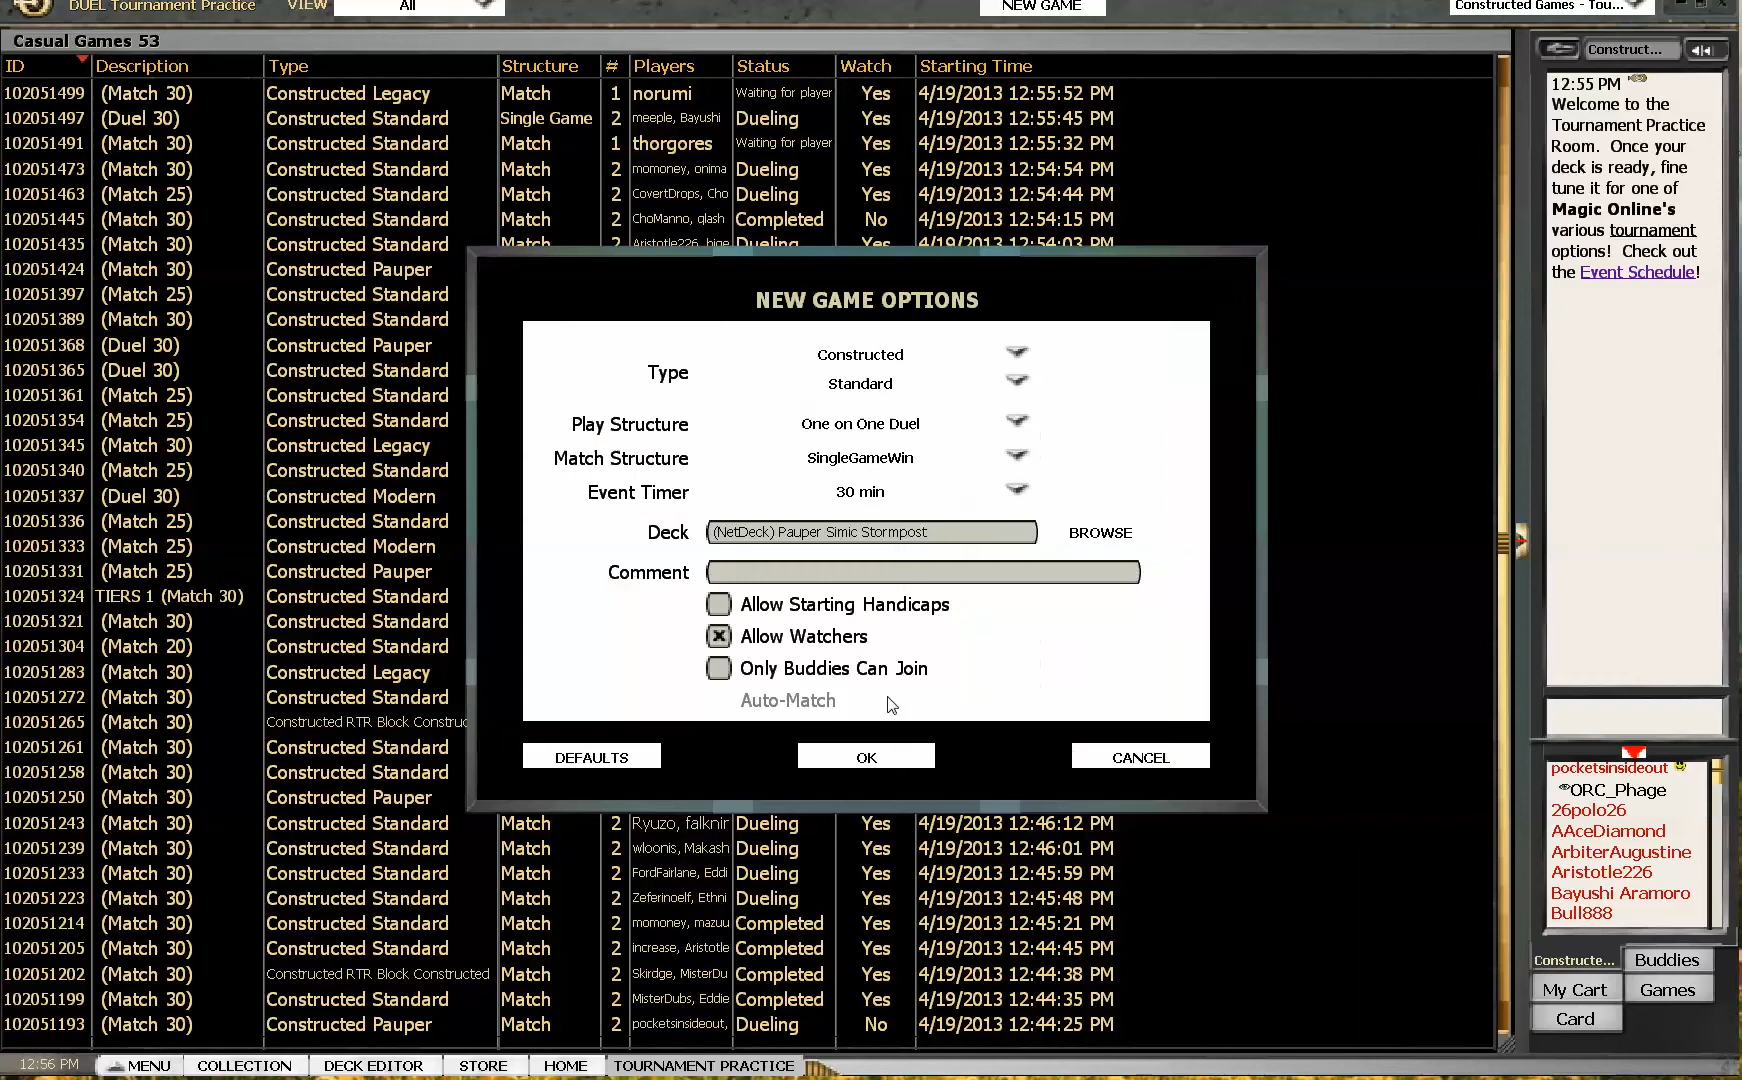 DUEL Tournament Practice VIEW All NEW GAME Constructed Games - Tou...
Casual Games 53
ID Description Type Structure # Players Status Watch Starting Time
102051499 (Match 30) Constructed Legacy Match 1 norumi Waiting for player Yes 4/19/2013 12:55:52 PM
102051497 (Duel 30) Constructed Standard Single Game 2 meeple, Bayushi Dueling Yes 4/19/2013 12:55:45 PM
102051491 (Match 30) Constructed Standard Match 1 thorgores Waiting for player Yes 4/19/2013 12:55:32 PM
102051473 (Match 30) Constructed Standard Match 2 momoney, onima Dueling Yes 4/19/2013 12:54:54 PM
102051463 (Match 25) Constructed Standard Match 2 CovertDrops, Cho Dueling Yes 4/19/2013 12:54:44 PM
102051445 (Match 30) Constructed Standard Match 2 ChoManno, qlash Completed No 4/19/2013 12:54:15 PM
102051435 (Match 30) Constructed Standard Match 2 Aristotle226, hige Dueling Yes 4/19/2013 12:54:03 PM
102051424 (Match 30) Constructed Pauper
102051397 (Match 25) Constructed Standard
102051389 (Match 30) Constructed Standard
102051368 (Duel 30) Constructed Pauper
102051365 (Duel 30) Constructed Standard
102051361 (Match 25) Constructed Standard
102051354 (Match 25) Constructed Standard
102051345 (Match 30) Constructed Legacy
102051340 (Match 25) Constructed Standard
102051337 (Duel 30) Constructed Modern
102051336 (Match 25) Constructed Standard
102051333 (Match 25) Constructed Modern
102051331 (Match 25) Constructed Pauper
102051324 TIERS 1 (Match 30) Constructed Standard
102051321 (Match 30) Constructed Standard
102051304 (Match 20) Constructed Standard
102051283 (Match 30) Constructed Legacy
102051272 (Match 30) Constructed Standard
102051265 (Match 30) Constructed RTR Block Construc
102051261 (Match 30) Constructed Standard
102051258 (Match 30) Constructed Standard
102051250 (Match 30) Constructed Pauper
102051243 (Match 30) Constructed Standard Match 2 Ryuzo, falknir Dueling Yes 4/19/2013 12:46:12 PM
102051239 (Match 30) Constructed Standard Match 2 wloonis, Makash Dueling Yes 4/19/2013 12:46:01 PM
102051233 (Match 30) Constructed Standard Match 2 FordFairlane, Eddi Dueling Yes 4/19/2013 12:45:59 PM
102051223 (Match 30) Constructed Standard Match 2 Zeferinoelf, Ethni Dueling Yes 4/19/2013 12:45:48 PM
102051214 (Match 30) Constructed Standard Match 2 momoney, mazuu Completed Yes 4/19/2013 12:45:21 PM
102051205 (Match 30) Constructed Standard Match 2 increase, Aristotle Completed Yes 4/19/2013 12:44:45 PM
102051202 (Match 30) Constructed RTR Block Constructed Match 2 Skirdge, MisterDu Completed Yes 4/19/2013 12:44:38 PM
102051199 (Match 30) Constructed Standard Match 2 MisterDubs, Eddie Completed Yes 4/19/2013 12:44:35 PM
102051193 (Match 30) Constructed Pauper Match 2 pocketsinsideout, Dueling No 4/19/2013 12:44:25 PM
NEW GAME OPTIONS
Type Constructed
Standard
Play Structure One on One Duel
Match Structure SingleGameWin
Event Timer 30 min
Deck (NetDeck) Pauper Simic Stormpost BROWSE
Comment
Allow Starting Handicaps
Allow Watchers
Only Buddies Can Join
Auto-Match
DEFAULTS OK CANCEL
Construct...
12:55 PM
Welcome to the
Tournament Practice
Room. Once your
deck is ready, fine
tune it for one of
Magic Online's
various tournament
options! Check out
the Event Schedule!
pocketsinsideout
ORC_Phage
26polo26
AAceDiamond
ArbiterAugustine
Aristotle226
Bayushi Aramoro
Bull888
Constructe... Buddies
My Cart Games
Card
12:56 PM MENU COLLECTION DECK EDITOR STORE HOME TOURNAMENT PRACTICE